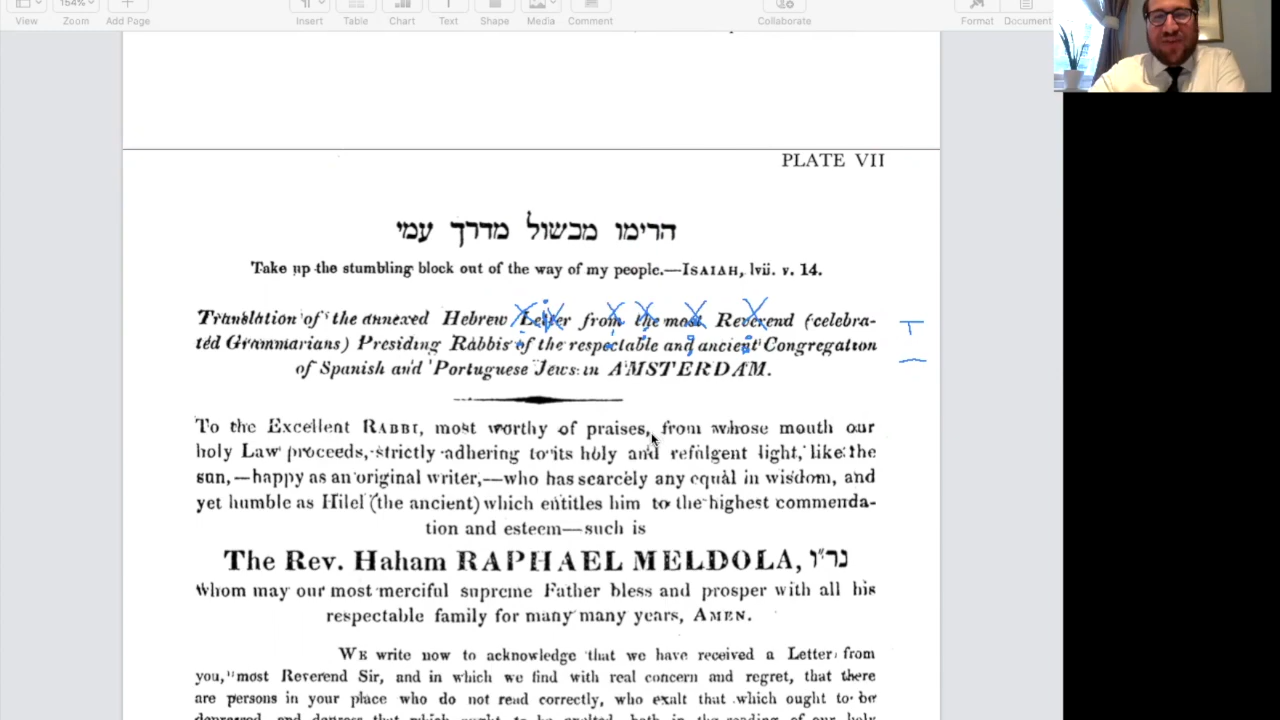 154%
View Zoom Add Page Insert Table Chart Text Shape Media Comment Collaborate Format Document
PLATE VII
הרימו מכשול מדרך עמי
Take up the stumbling block out of the way of my people.—ISAIAH, lvii. v. 14.
Translation of the annexed Hebrew Letter from the most Reverend (celebra-
ted Grammarians) Presiding Rabbis of the respectable and ancient Congregation
of Spanish and Portuguese Jews in AMSTERDAM.
To the Excellent RABBI, most worthy of praises, from whose mouth our
holy Law proceeds, strictly adhering to its holy and refulgent light, like the
sun,—happy as an original writer,—who has scarcely any equal in wisdom, and
yet humble as Hilel (the ancient) which entitles him to the highest commenda-
tion and esteem—such is
The Rev. Haham RAPHAEL MELDOLA, נר״ו
Whom may our most merciful supreme Father bless and prosper with all his
respectable family for many many years, AMEN.
WE write now to acknowledge that we have received a Letter from
you, most Reverend Sir, and in which we find with real concern and regret, that there
are persons in your place who do not read correctly, who exalt that which ought to be